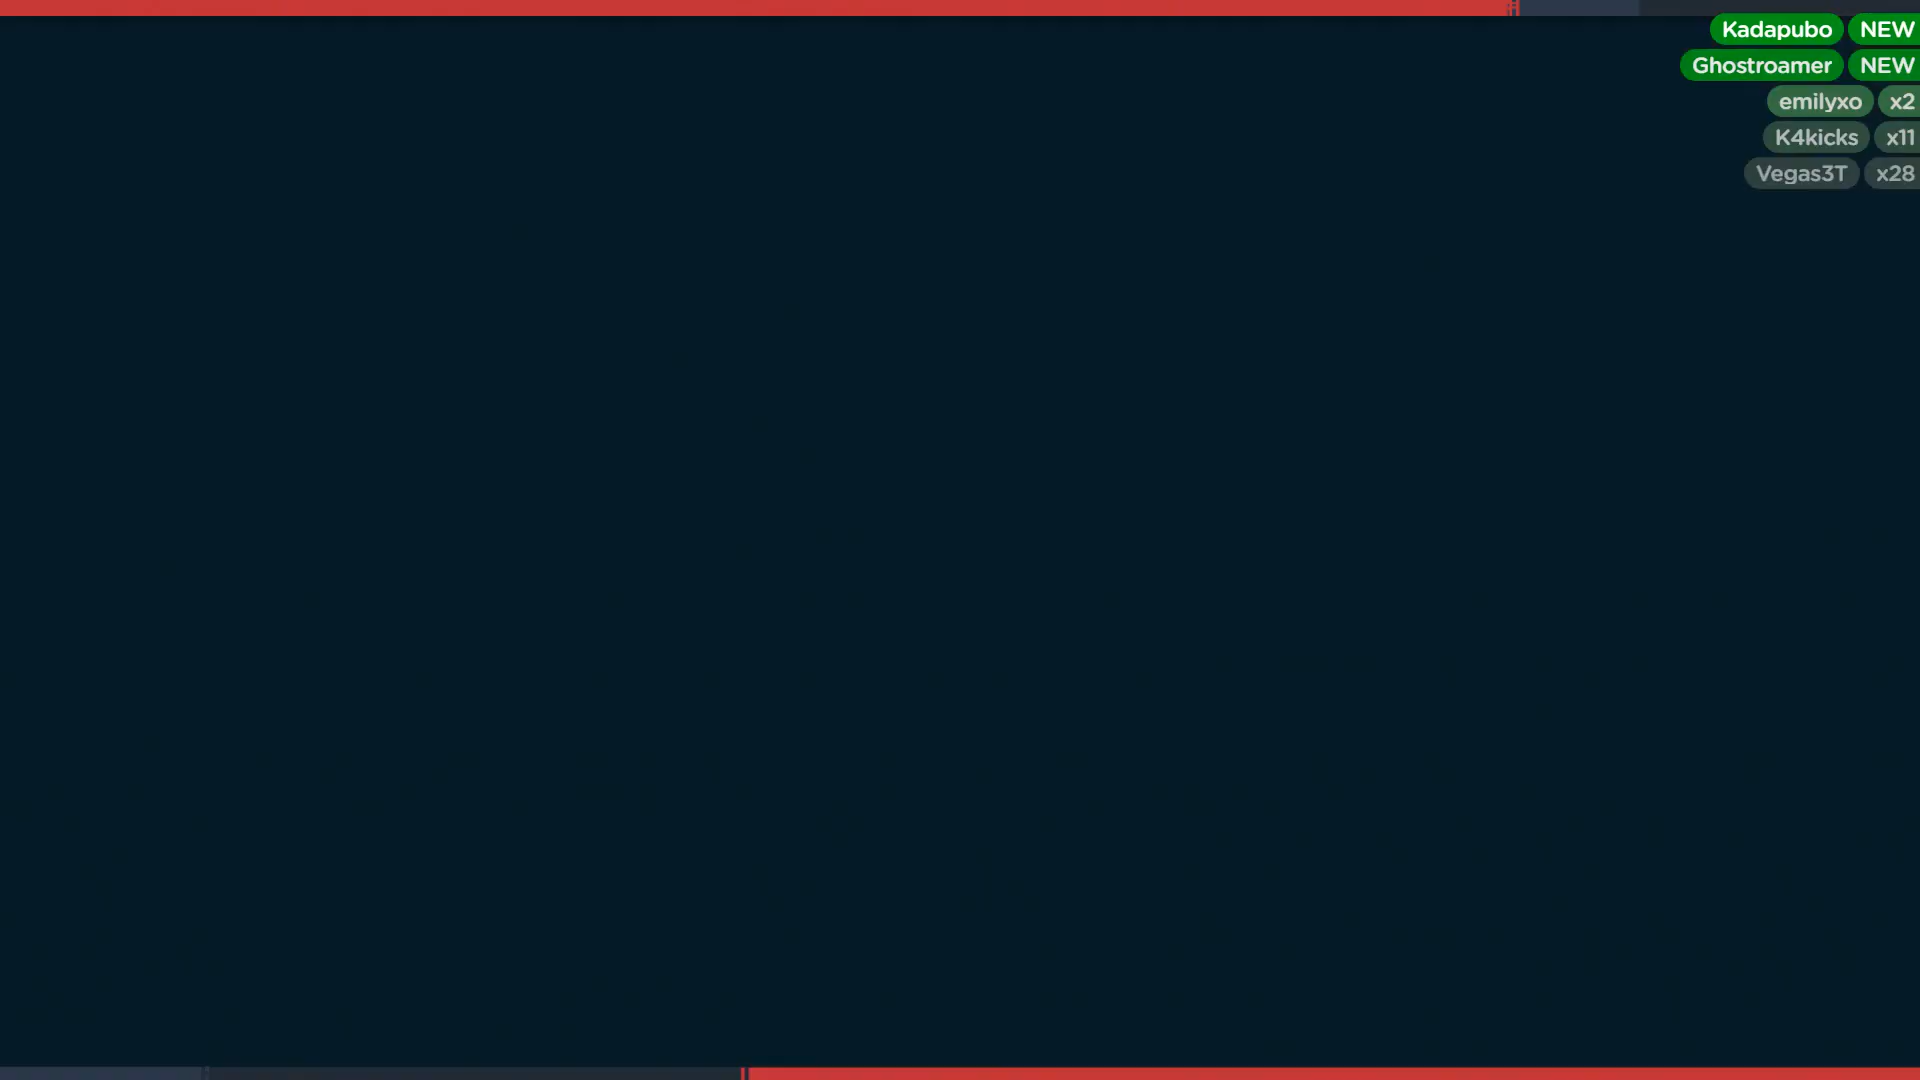 Kadapubo NEW
Ghostroamer NEW
emilyxo x2
K4kicks x11
Vegas3T x28